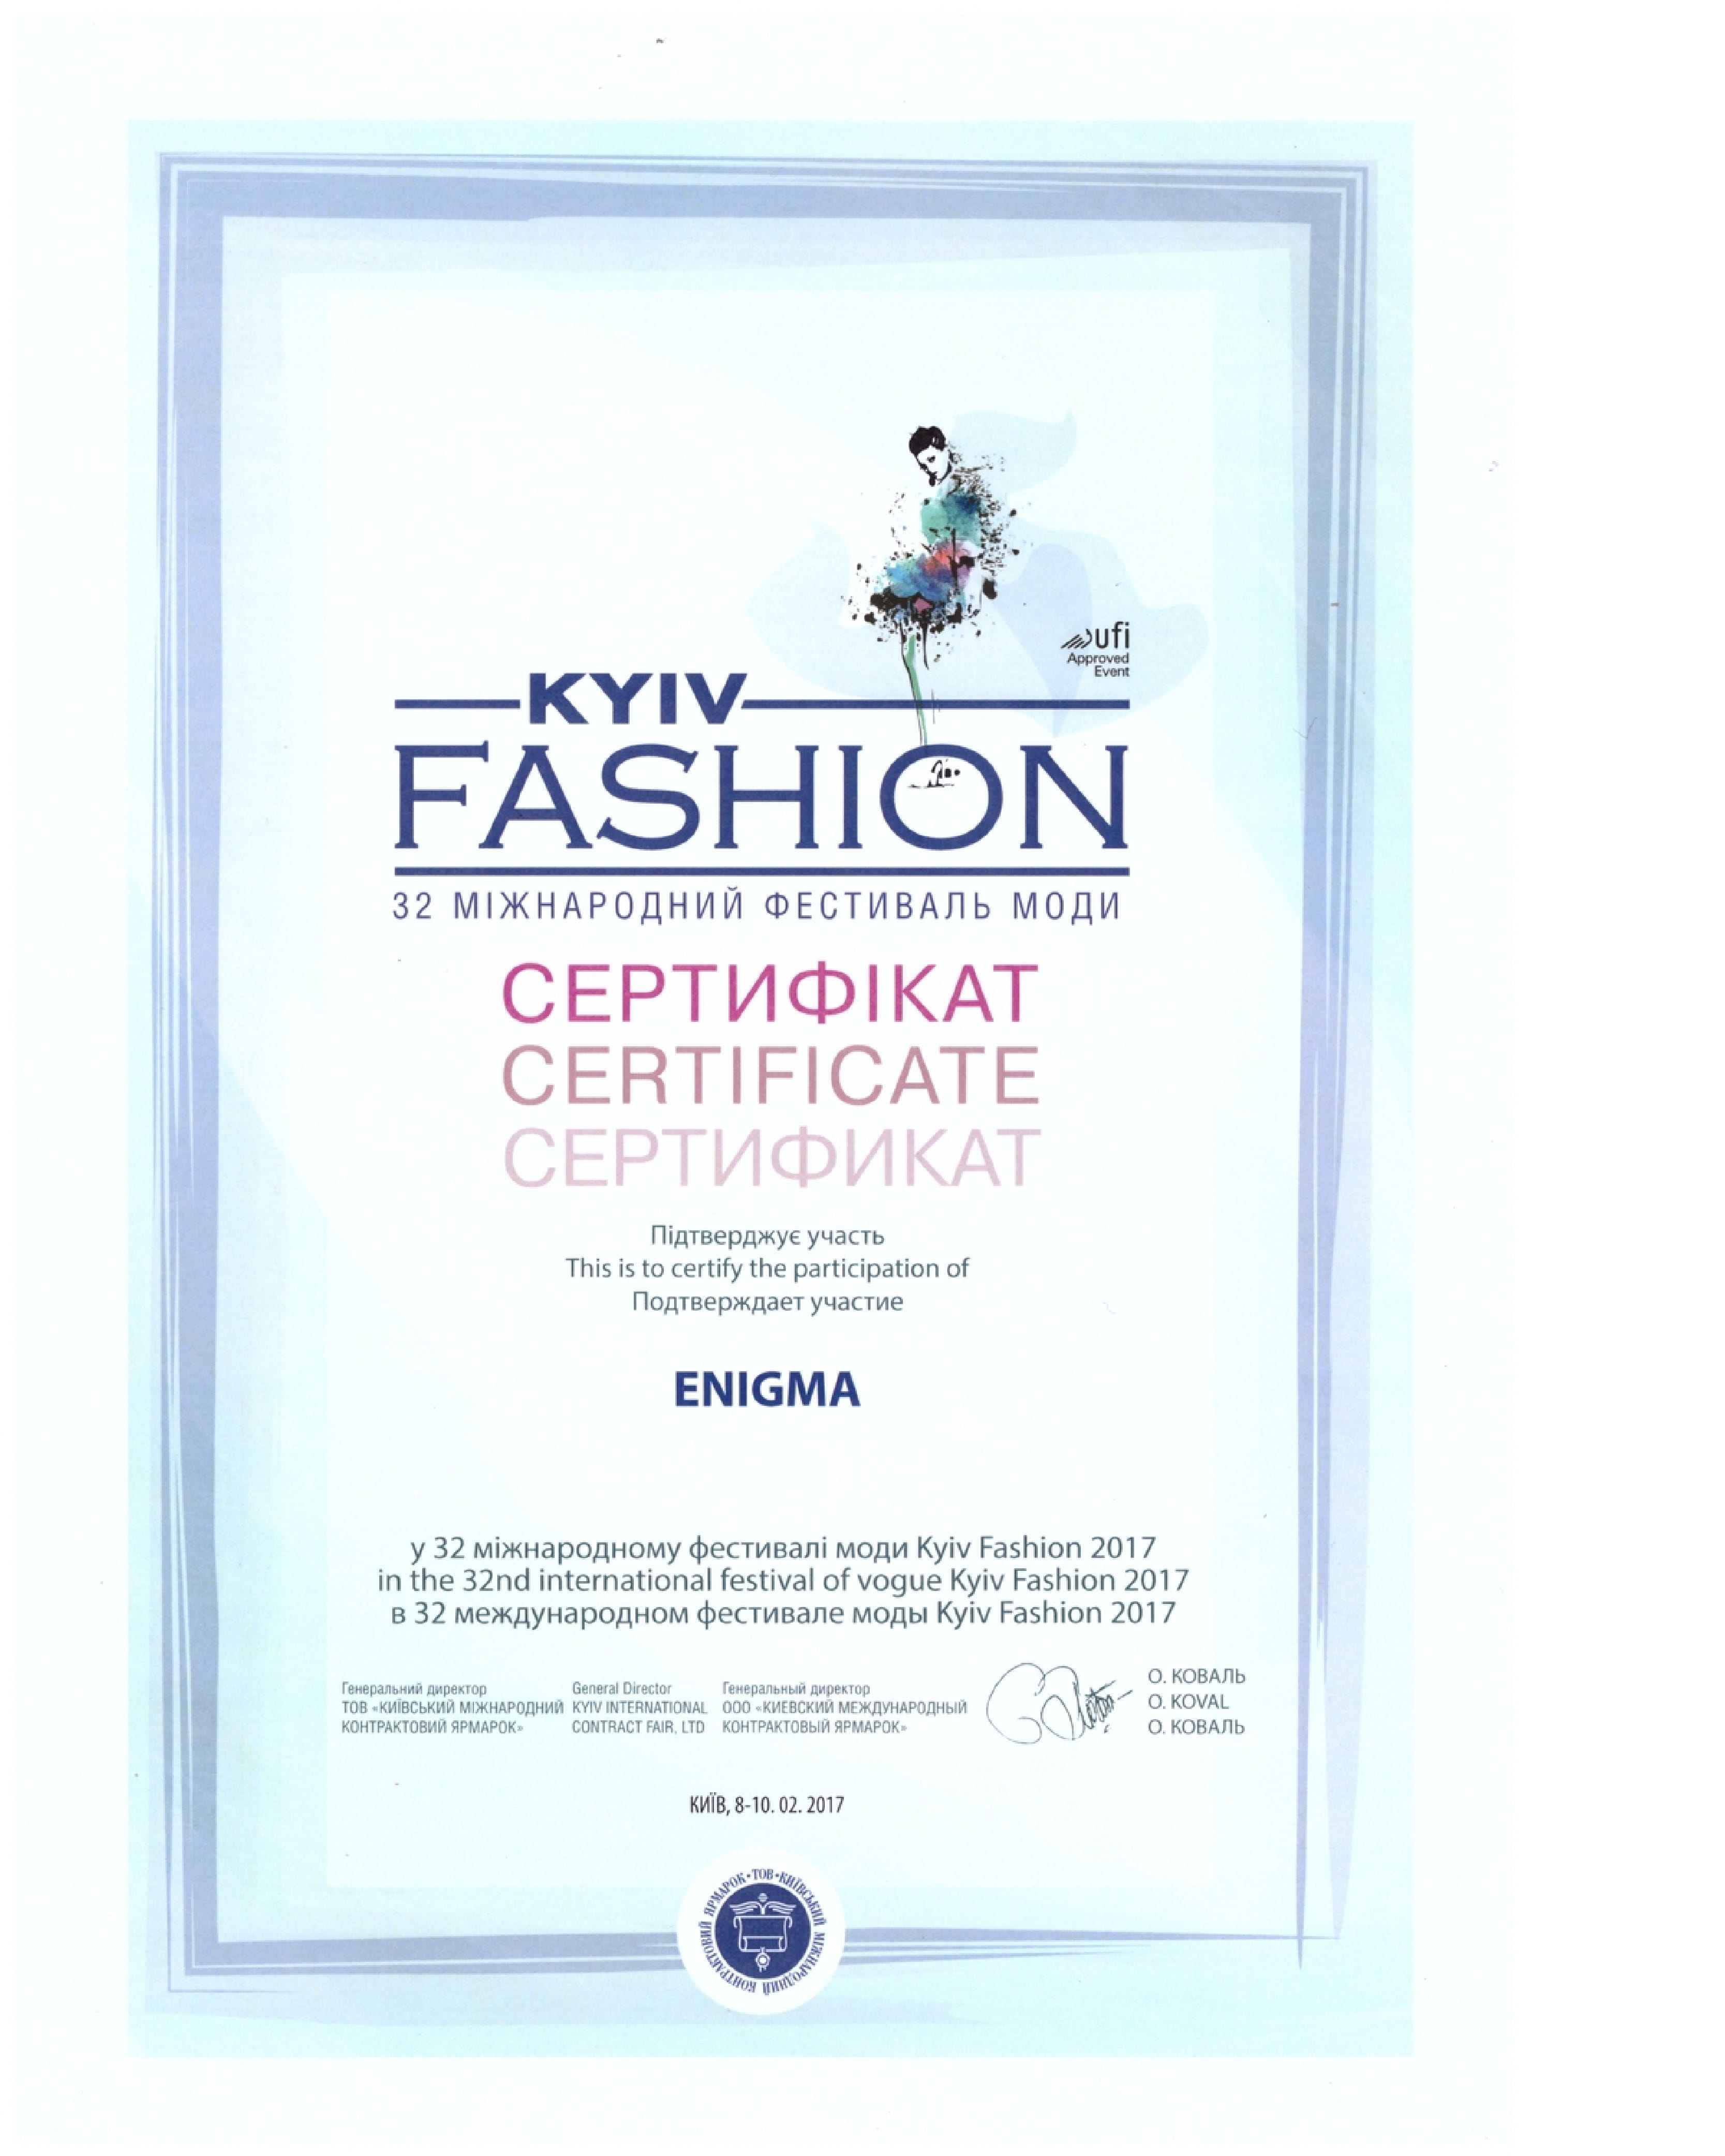 ufi
Approved
Event
KYIV
FASHION
32 МІЖНАРОДНИЙ ФЕСТИВАЛЬ МОДИ
СЕРТИФІКАТ
CERTIFICATE
СЕРТИФИКАТ
Підтверджує участь
This is to certify the participation of
Подтверждает участие
ENIGMA
у 32 міжнародному фестивалі моди Kyiv Fashion 2017
in the 32nd international festival of vogue Kyiv Fashion 2017
в 32 международном фестивале моды Kyiv Fashion 2017
Генеральний директор
ТОВ «КИЇВСЬКИЙ МІЖНАРОДНИЙ
КОНТРАКТОВИЙ ЯРМАРОК»
General Director
KYIV INTERNATIONAL
CONTRACT FAIR, LTD
Генеральный директор
ООО «КИЕВСКИЙ МЕЖДУНАРОДНЫЙ
КОНТРАКТОВЫЙ ЯРМАРОК»
О. КОВАЛЬ
O. KOVAL
О. КОВАЛЬ
КИЇВ, 8-10. 02. 2017
ТОВ • КИЇВСЬКИЙ МІЖНАРОДНИЙ КОНТРАКТОВИЙ ЯРМАРОК •